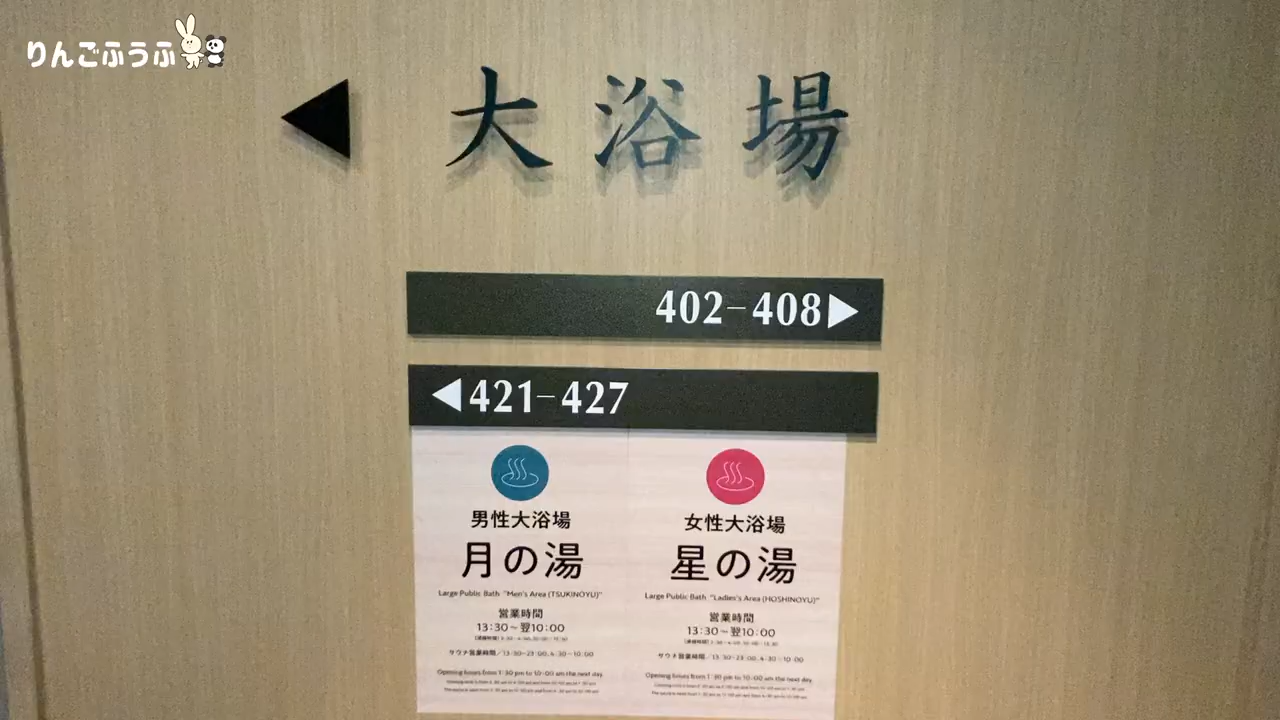 りんごふうふ
◀ 大浴場
402-408▶
◀421-427
男性大浴場
月の湯
Large Public Bath "Men's Area (TSUKINOYU)"
営業時間
13:30~翌10:00
サウナ営業時間/13:30-23:00, 4:30-10:00
Opening hours from 1:30 pm to 10:00 am the next day
女性大浴場
星の湯
Large Public Bath "Ladies's Area (HOSHINOYU)"
営業時間
13:30~翌10:00
サウナ営業時間/13:30-23:00, 4:30-10:00
Opening hours from 1:30 pm to 10:00 am the next day